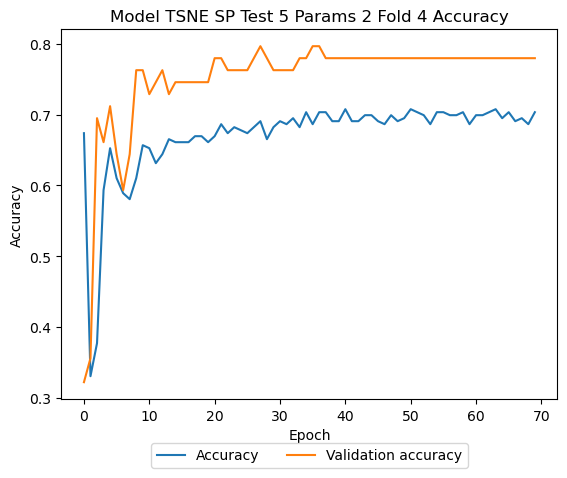 Model TSNE SP Test 5 Params 2 Fold 4 Accuracy
0.8
0.7
0.6
0.5
0.4
0.3
Accuracy
0 10 20 30 40 50 60 70
Epoch
Accuracy Validation accuracy